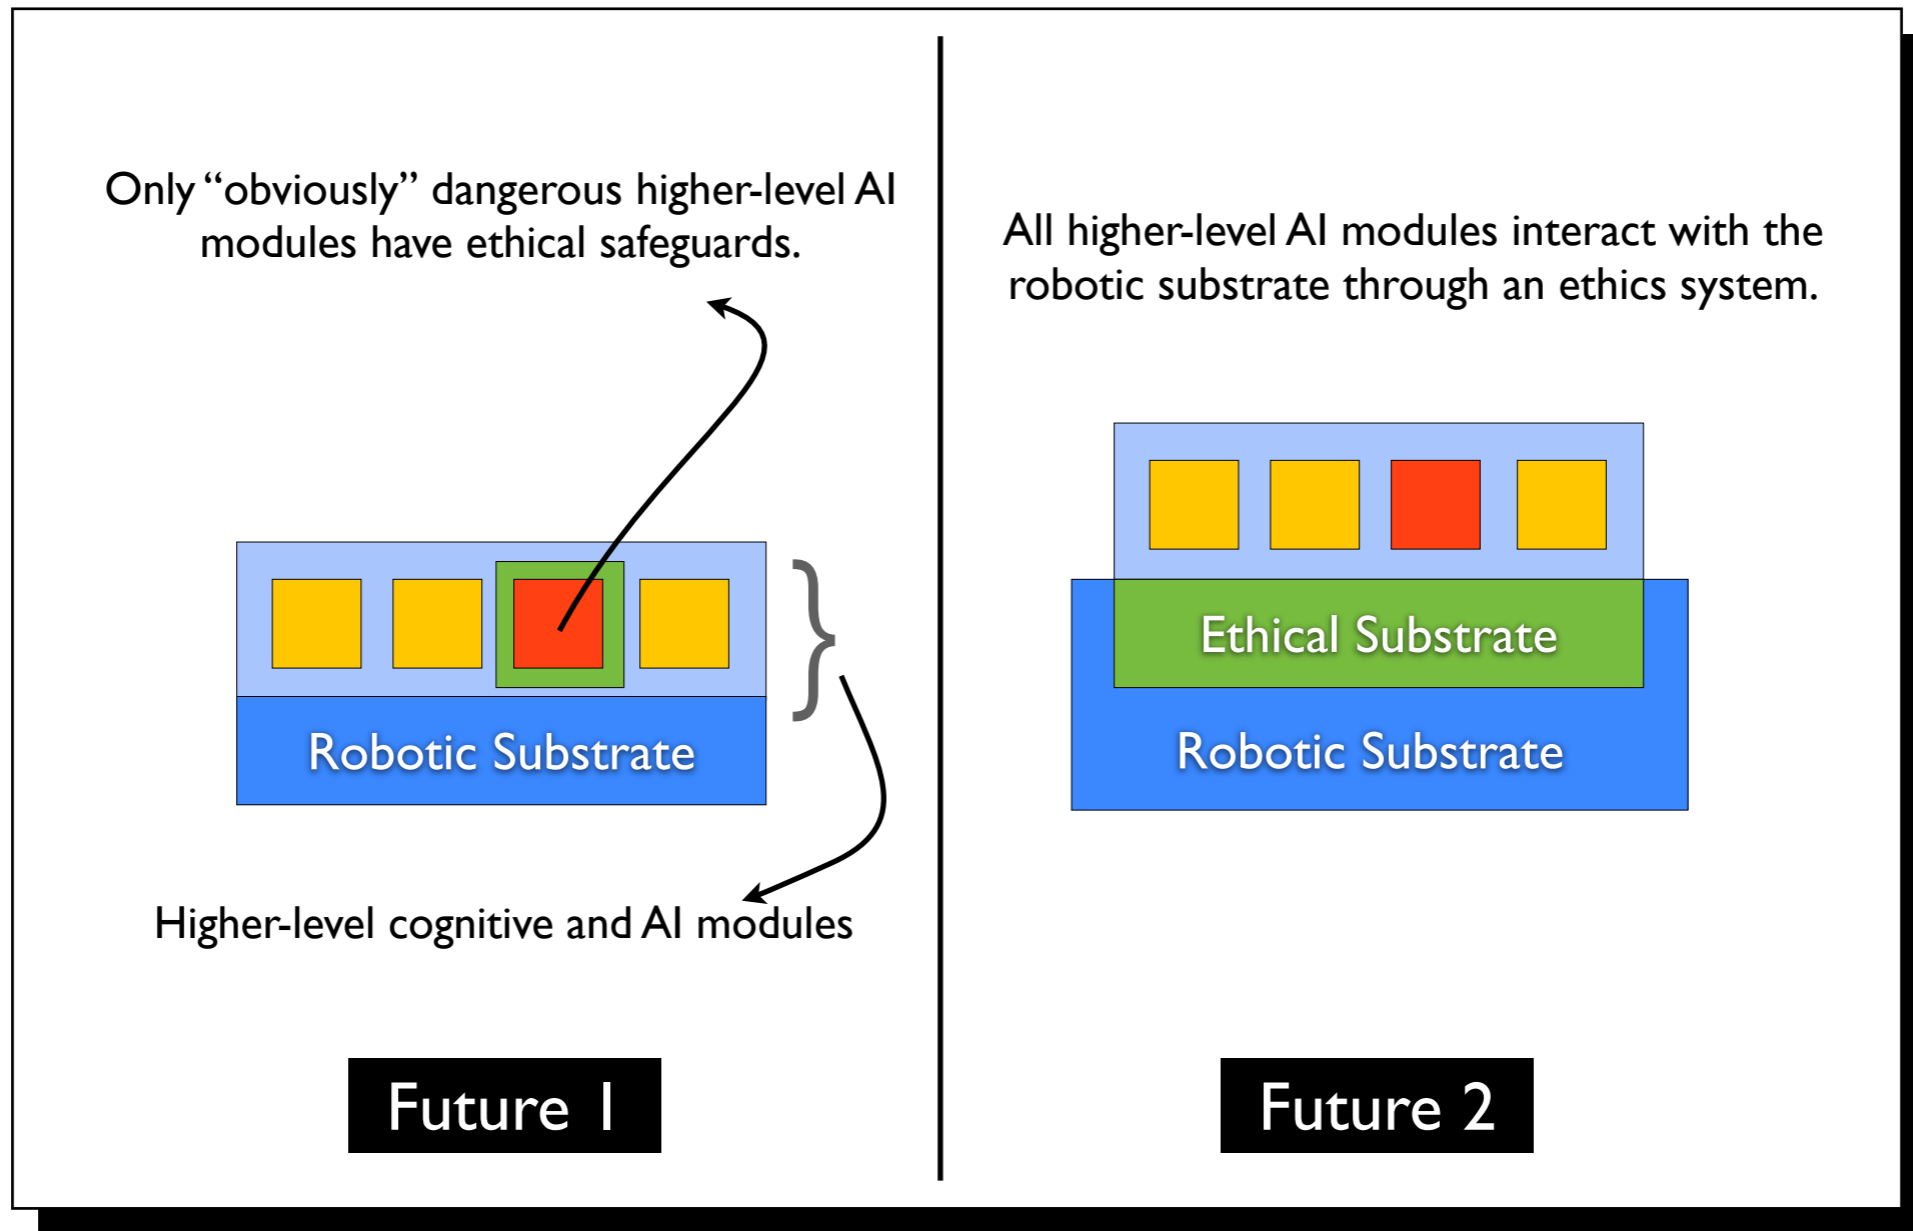 Only “obviously” dangerous higher-level AI
modules have ethical safeguards.
Robotic Substrate
Higher-level cognitive and AI modules
Future 1
All higher-level AI modules interact with the
robotic substrate through an ethics system.
Ethical Substrate
Robotic Substrate
Future 2